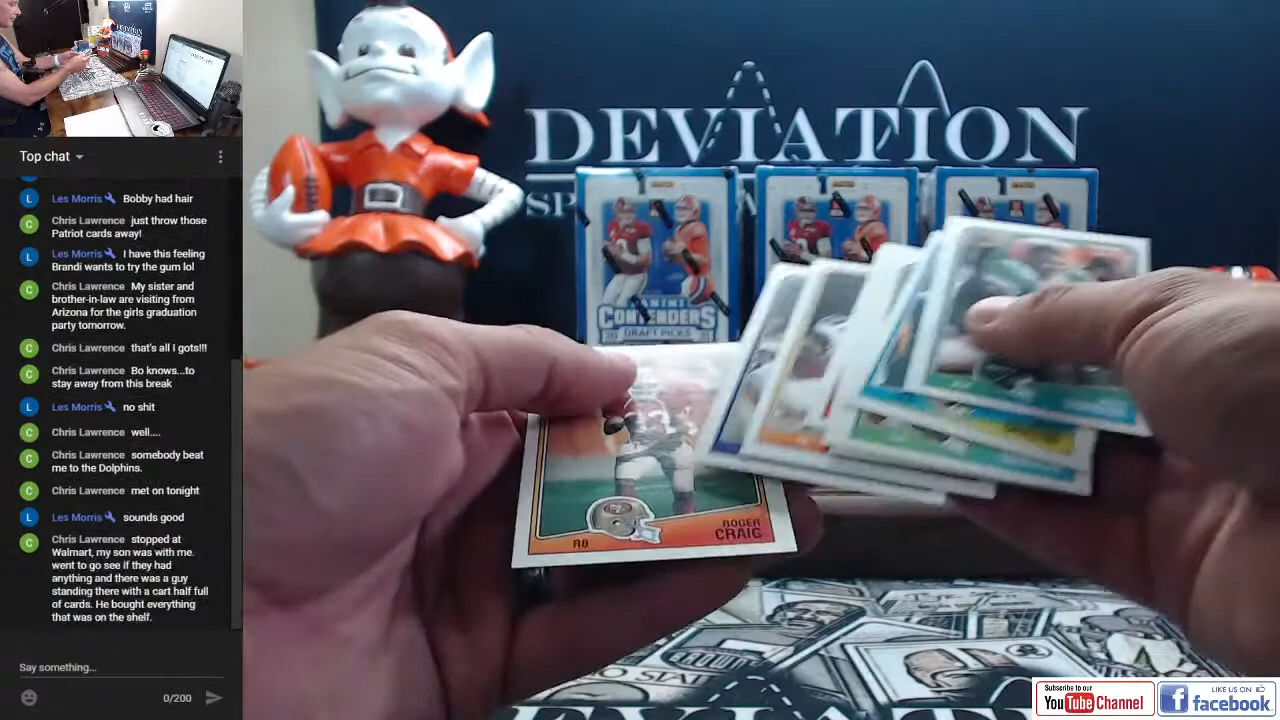 Top chat
Les Morris Bobby had hair
Chris Lawrence just throw those
Patriot cards away!
Les Morris I have this feeling
Brandi wants to try the gum lol
Chris Lawrence My sister and
brother-in-law are visiting from
Arizona for the girls graduation
party tomorrow.
Chris Lawrence that's all I gots!!!
Chris Lawrence Bo knows...to
stay away from this break
Les Morris no shit
Chris Lawrence well....
Chris Lawrence somebody beat
me to the Dolphins.
Chris Lawrence met on tonight
Les Morris sounds good
Chris Lawrence stopped at
Walmart, my son was with me.
went to go see if they had
anything and there was a guy
standing there with a cart half full
of cards. He bought everything
that was on the shelf.
Say something...
0/200
DEVIATION
SP
PANINI
CONTENDERS
DRAFT PICKS
RB
ROGER
CRAIG
CROWN
DEVIATION
Subscribe to our
YouTube Channel
LIKE US ON
facebook